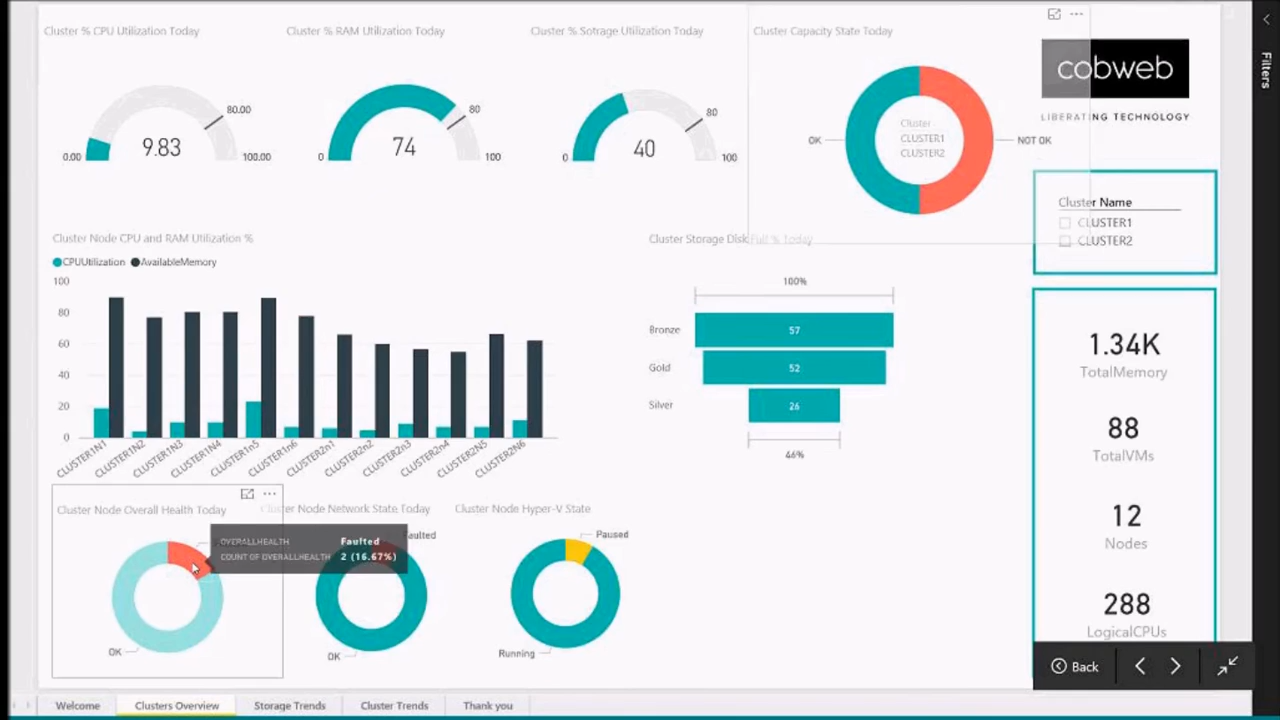 Cluster % CPU Utilization Today
Cluster % RAM Utilization Today
Cluster % Sotrage Utilization Today
Cluster Capacity State Today
0.00
9.83
80.00
100.00
0
74
80
100
0
40
80
100
OK
Cluster
CLUSTER1
CLUSTER2
NOT OK
cobweb
LIBERATING TECHNOLOGY
Filters
Cluster Name
CLUSTER1
CLUSTER2
Cluster Node CPU and RAM Utilization %
CPUUtilization
AvailableMemory
100
80
60
40
20
0
CLUSTER1N1
CLUSTER1N2
CLUSTER1N3
CLUSTER1N4
CLUSTER1n5
CLUSTER1n6
CLUSTER2n1
CLUSTER2n2
CLUSTER2n3
CLUSTER2n4
CLUSTER2N5
CLUSTER2N6
Cluster Storage Disk Full % Today
100%
Bronze
57
Gold
52
Silver
26
46%
1.34K
TotalMemory
88
TotalVMs
12
Nodes
288
LogicalCPUs
Cluster Node Overall Health Today
OVERALLHEALTH Faulted
COUNT OF OVERALLHEALTH 2 (16.67%)
OK
Cluster Node Network State Today
Faulted
OK
Cluster Node Hyper-V State
Paused
Running
Back
Welcome
Clusters Overview
Storage Trends
Cluster Trends
Thank you